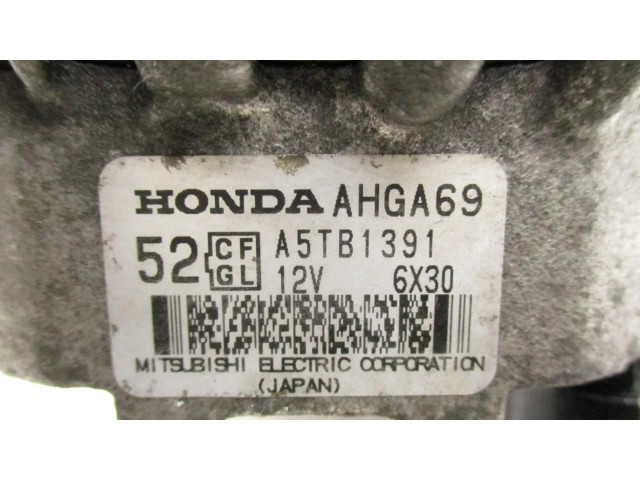 HONDA AHGA69
52 CF GL A5TB1391
12V 6X30
MITSUBISHI ELECTRIC CORPORATION
(JAPAN)